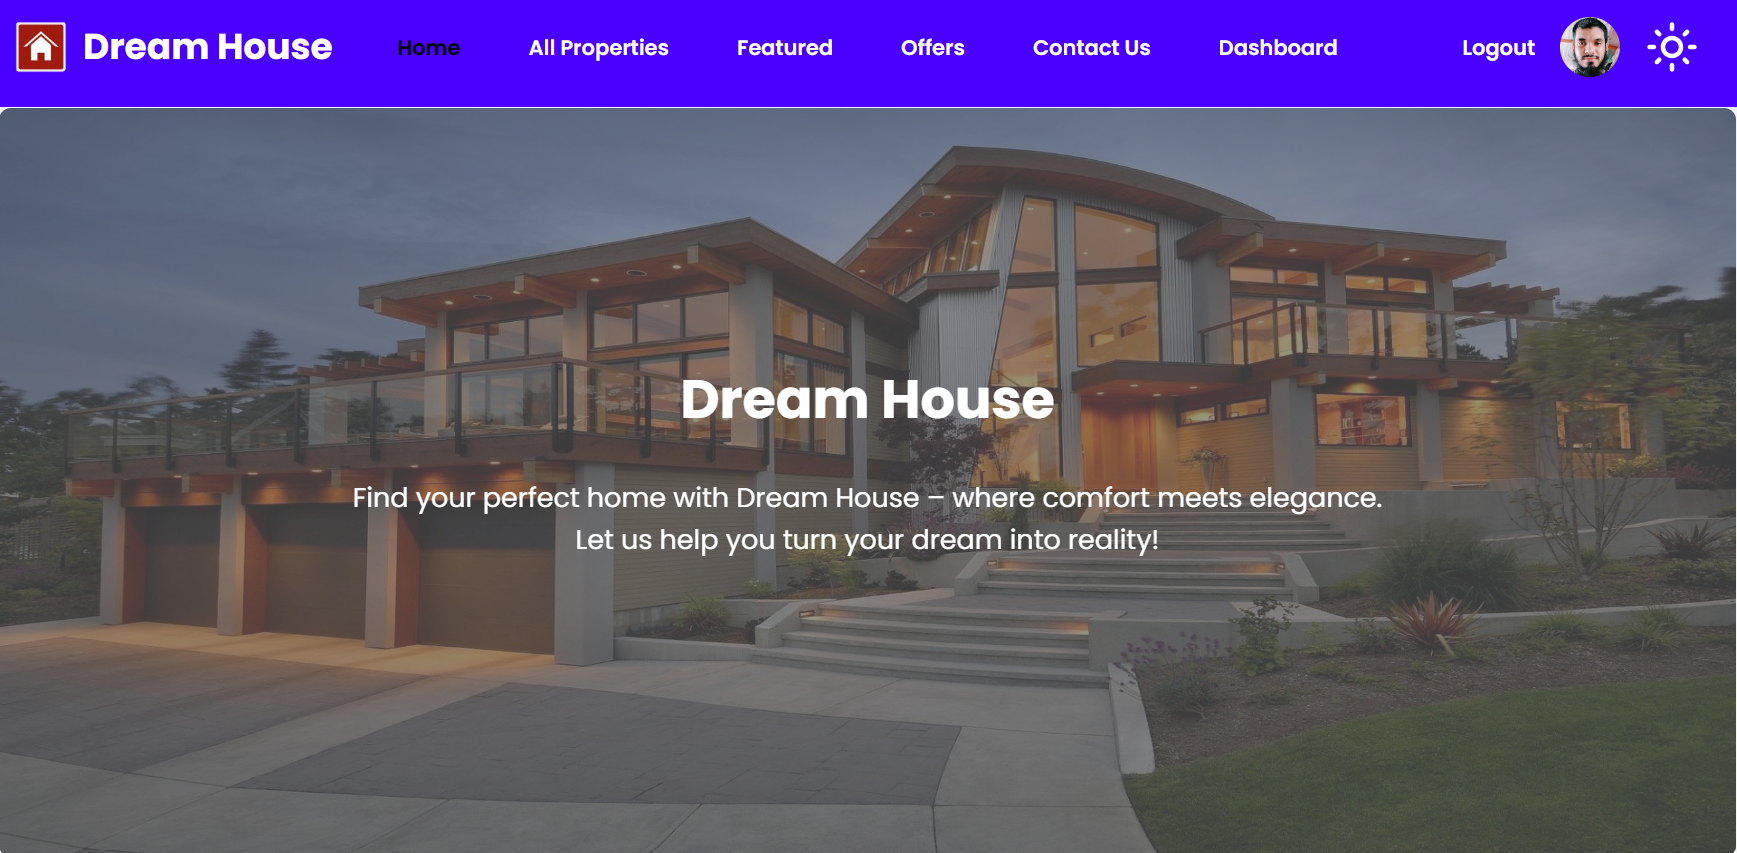 Dream House
Home
All Properties
Featured
Offers
Contact Us
Dashboard
Logout
Dream House
Find your perfect home with Dream House – where comfort meets elegance.
Let us help you turn your dream into reality!